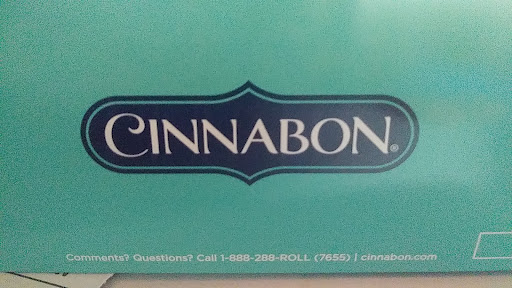 CINNABON®
Comments? Questions? Call 1-888-288-ROLL (7655) | cinnabon.com